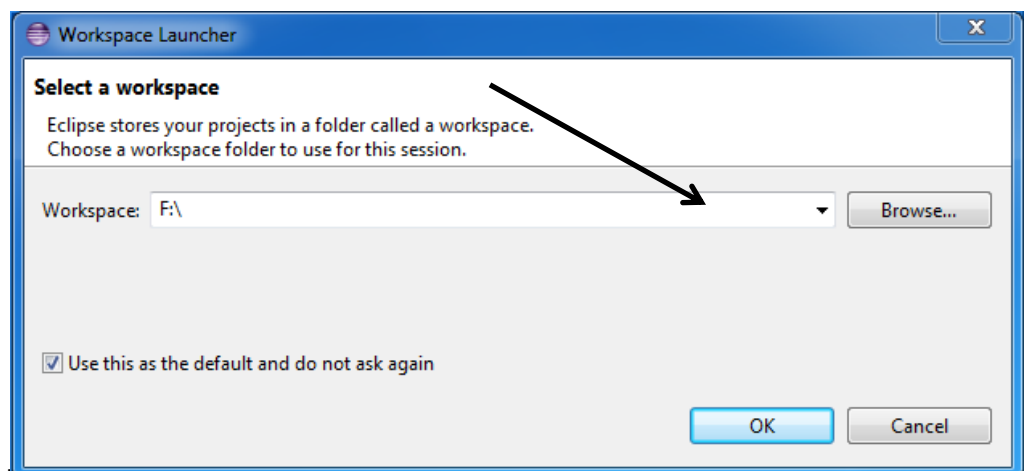 Workspace Launcher
X
Select a workspace
Eclipse stores your projects in a folder called a workspace.
Choose a workspace folder to use for this session.
Workspace: F:\ Browse...
Use this as the default and do not ask again
OK Cancel